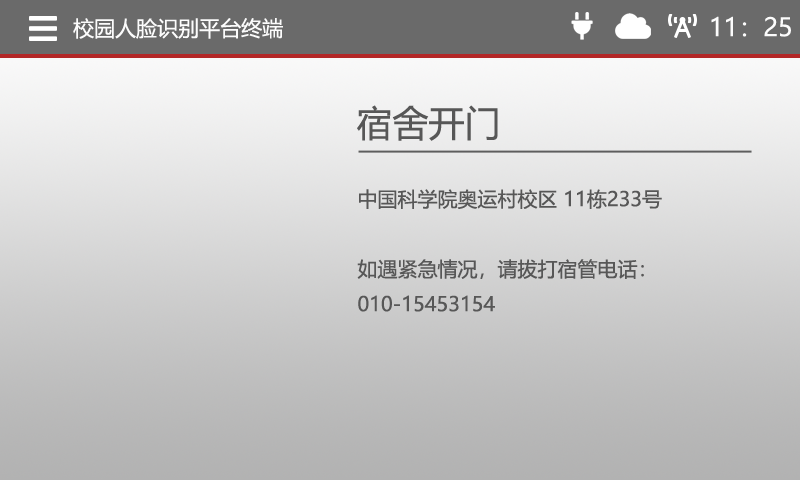 校园人脸识别平台终端
11：25
宿舍开门
中国科学院奥运村校区 11栋233号
如遇紧急情况，请拔打宿管电话：
010-15453154